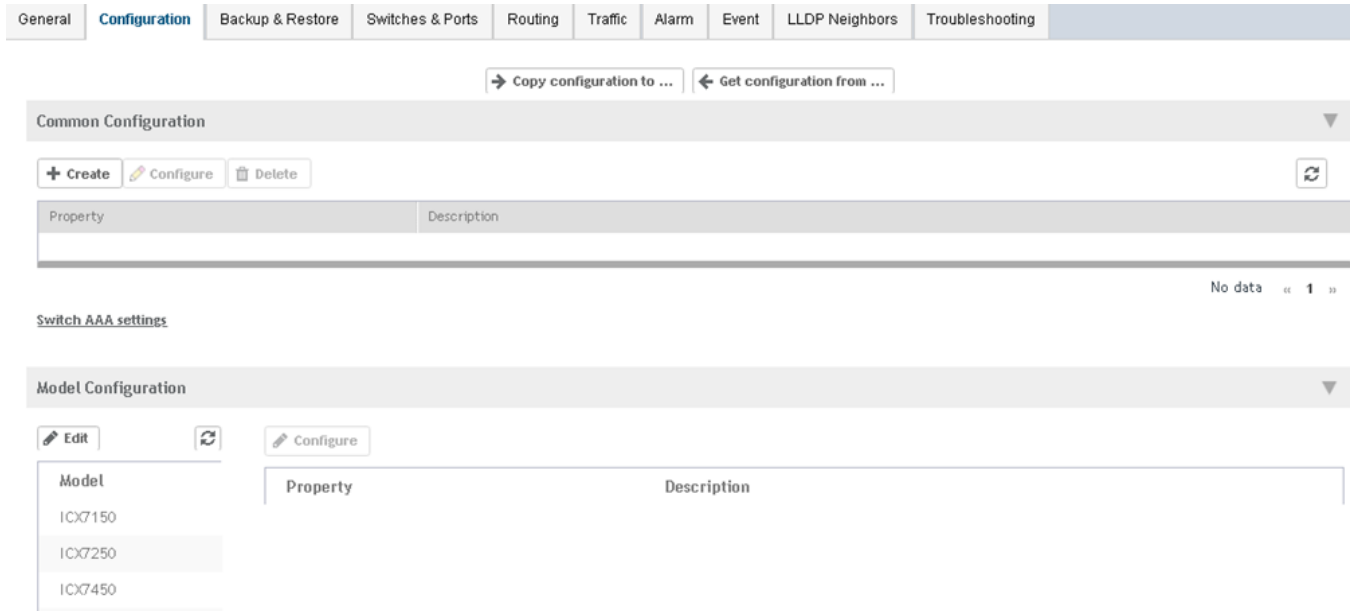 General Configuration Backup & Restore Switches & Ports Routing Traffic Alarm Event LLDP Neighbors Troubleshooting
Copy configuration to ... Get configuration from ...
Common Configuration
Create Configure Delete
Property Description
No data « 1 »
Switch AAA settings
Model Configuration
Edit Configure
Model Property Description
ICX7150
ICX7250
ICX7450